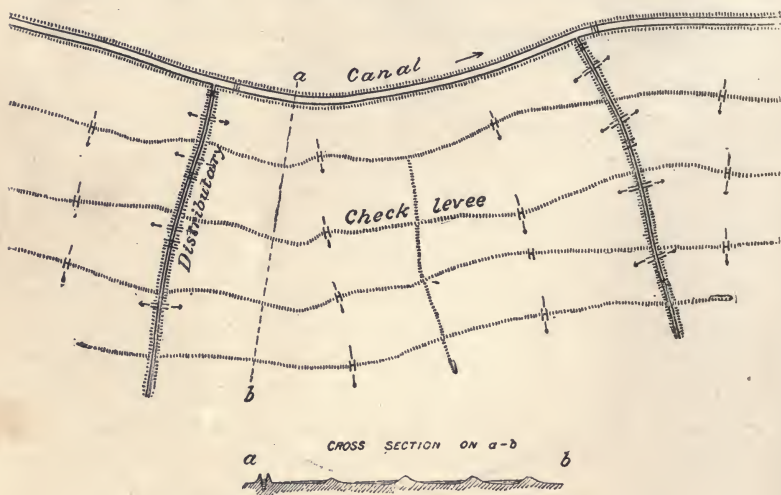 a
Canal
Distributary
Check levee
b
CROSS SECTION ON a-b
a
b